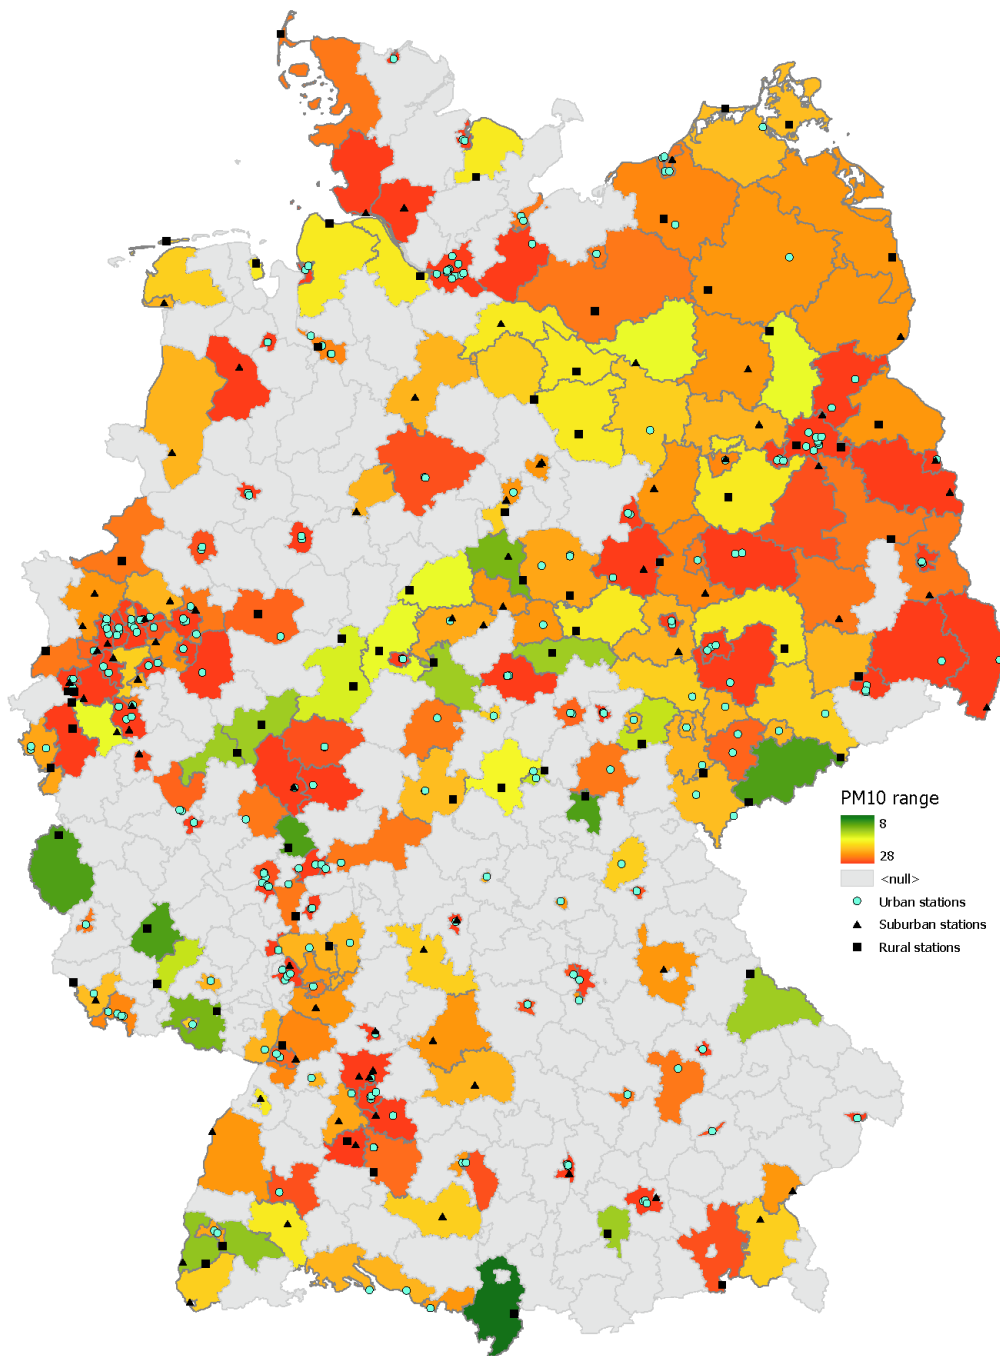 PM10 range
8
28
<null>
Urban stations
Suburban stations
Rural stations